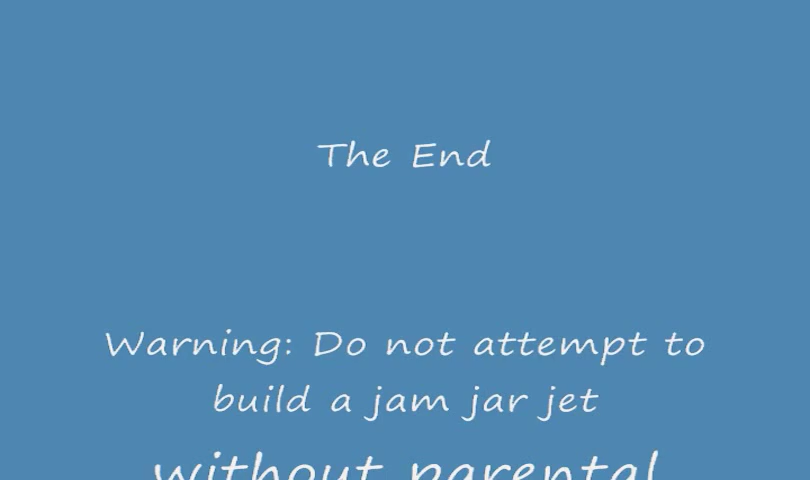 The End
Warning: Do not attempt to
build a jam jar jet
without parental